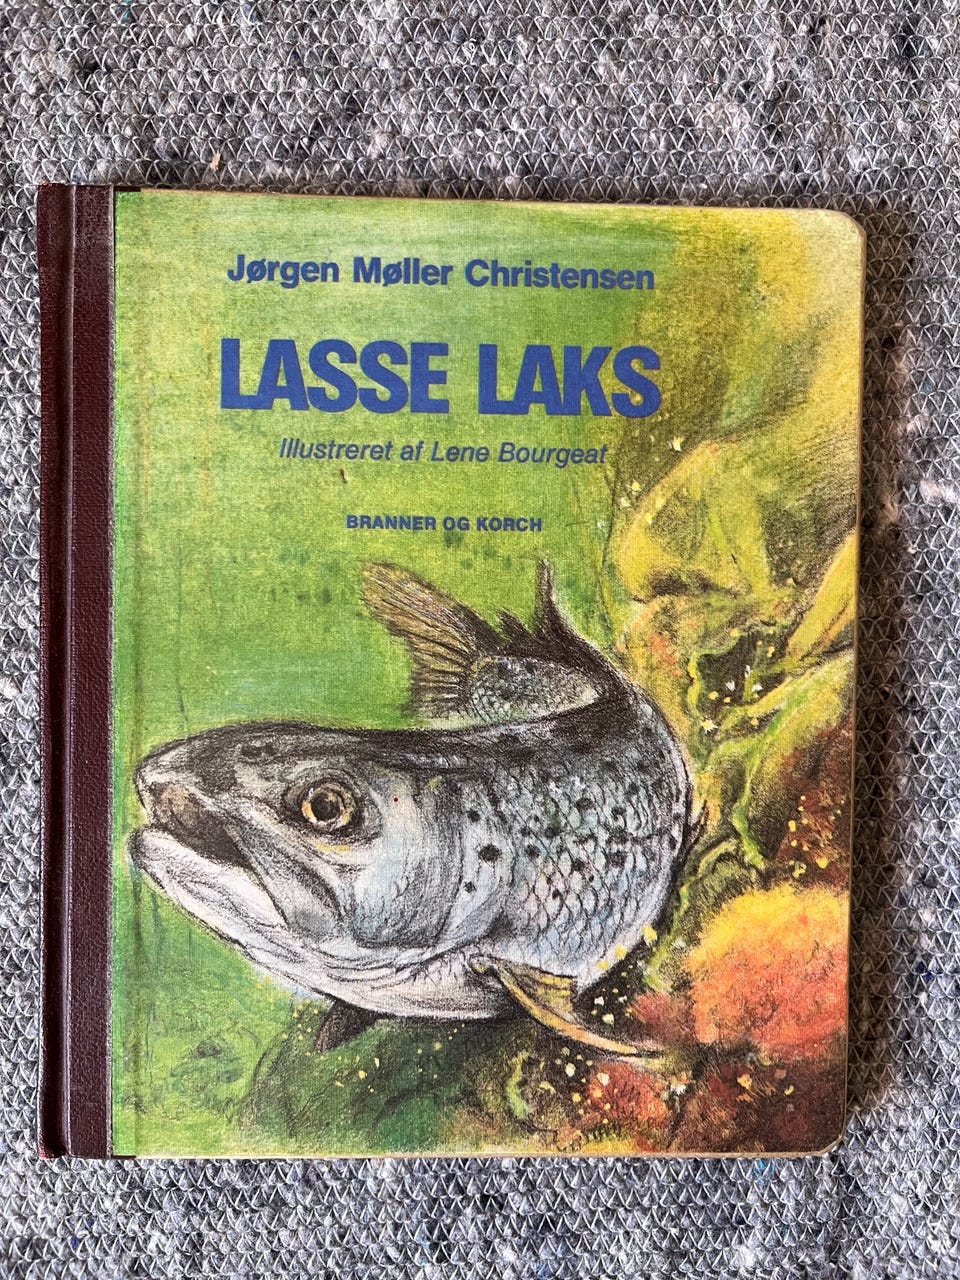 Jørgen Møller Christensen
LASSE LAKS
Illustreret af Lene Bourgeat
BRANNER OG KORCH